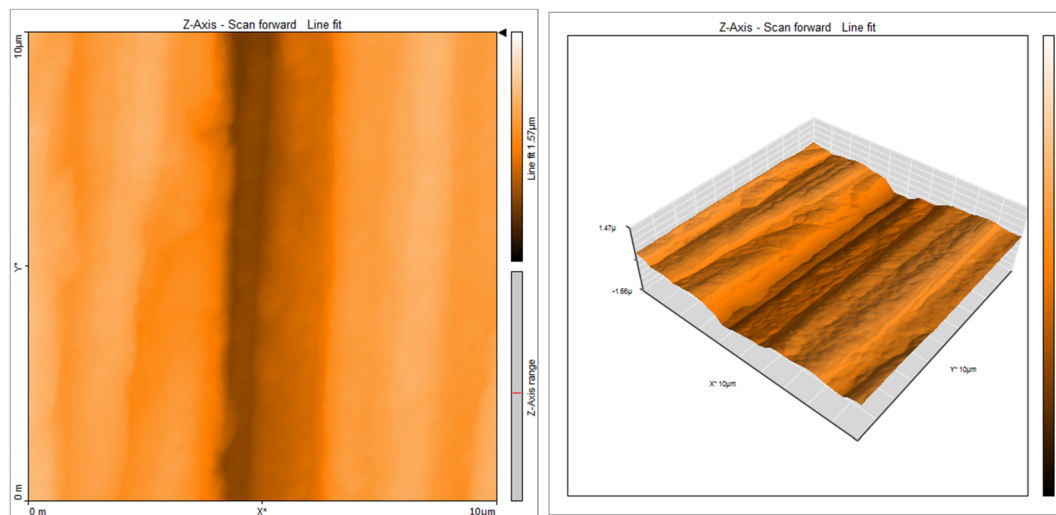 Z-Axis - Scan forward Line fit
10µm
Y*
0 m
0 m
X*
10µm
Line fit 1.57µm
Z-Axis range
Z-Axis - Scan forward Line fit
1.47µ
-1.66µ
X* 10µm
Y* 10µm